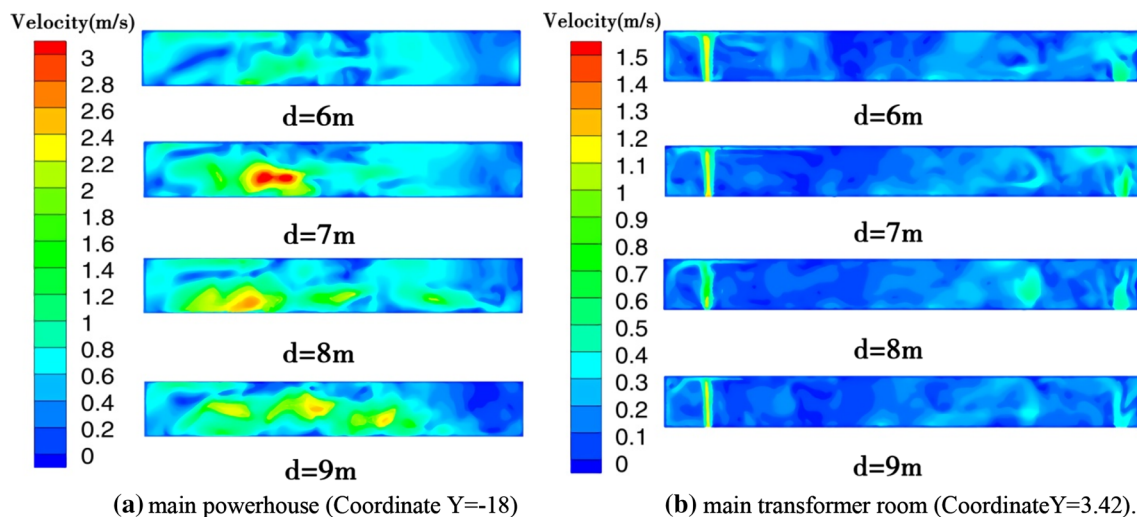 Velocity(m/s)
3
2.8
2.6
2.4
2.2
2
1.8
1.6
1.4
1.2
1
0.8
0.6
0.4
0.2
0
d=6m
d=7m
d=8m
d=9m
(a) main powerhouse (Coordinate Y=-18)
Velocity(m/s)
1.5
1.4
1.3
1.2
1.1
1
0.9
0.8
0.7
0.6
0.5
0.4
0.3
0.2
0.1
0
d=6m
d=7m
d=8m
d=9m
(b) main transformer room (CoordinateY=3.42).